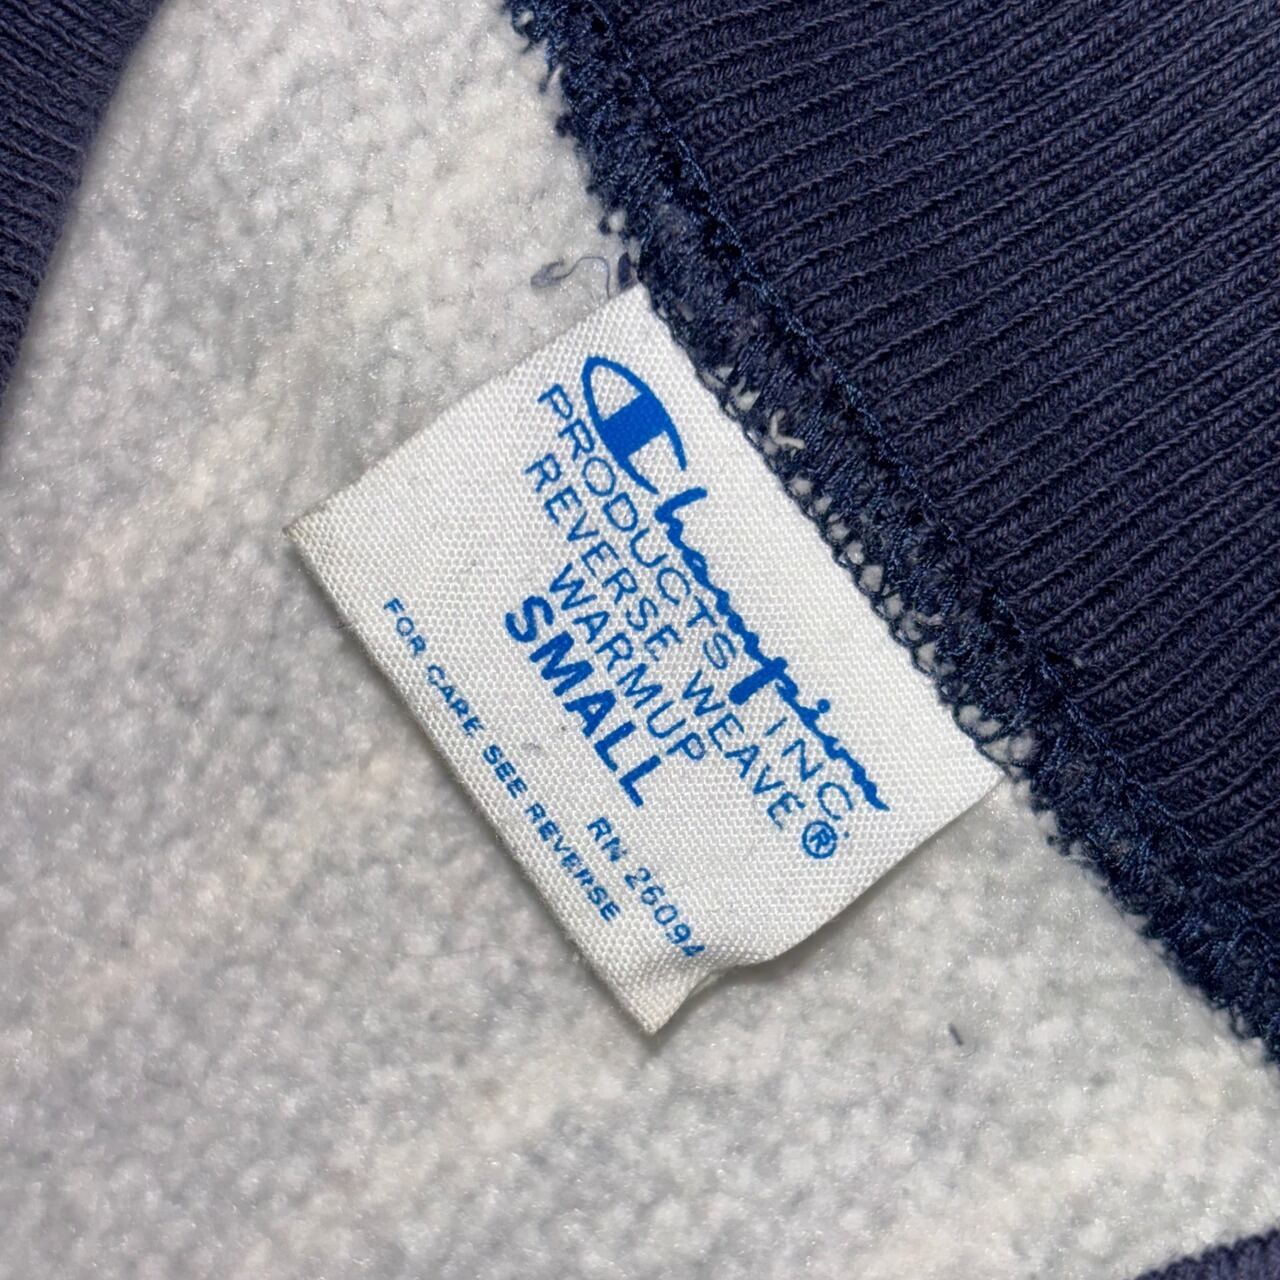 Champion
PRODUCTS INC.
REVERSE WEAVE®
WARMUP
SMALL
RN 26094
FOR CARE SEE REVERSE